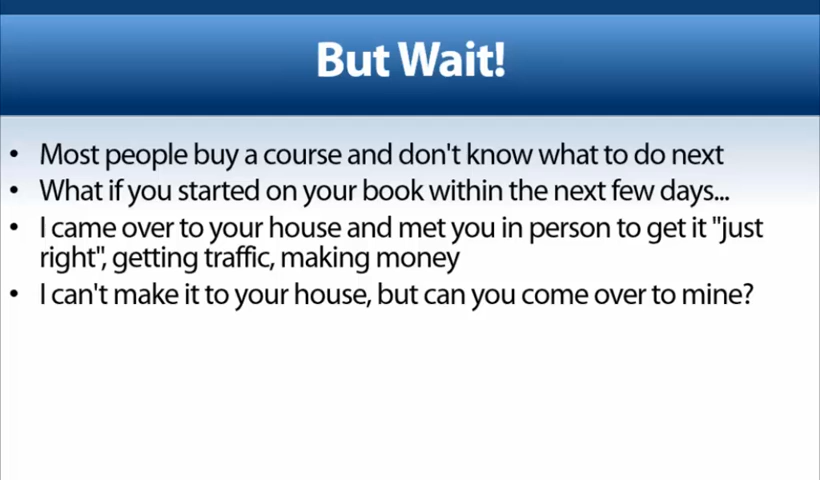 But Wait!
• Most people buy a course and don't know what to do next
• What if you started on your book within the next few days...
• I came over to your house and met you in person to get it "just
right", getting traffic, making money
• I can't make it to your house, but can you come over to mine?